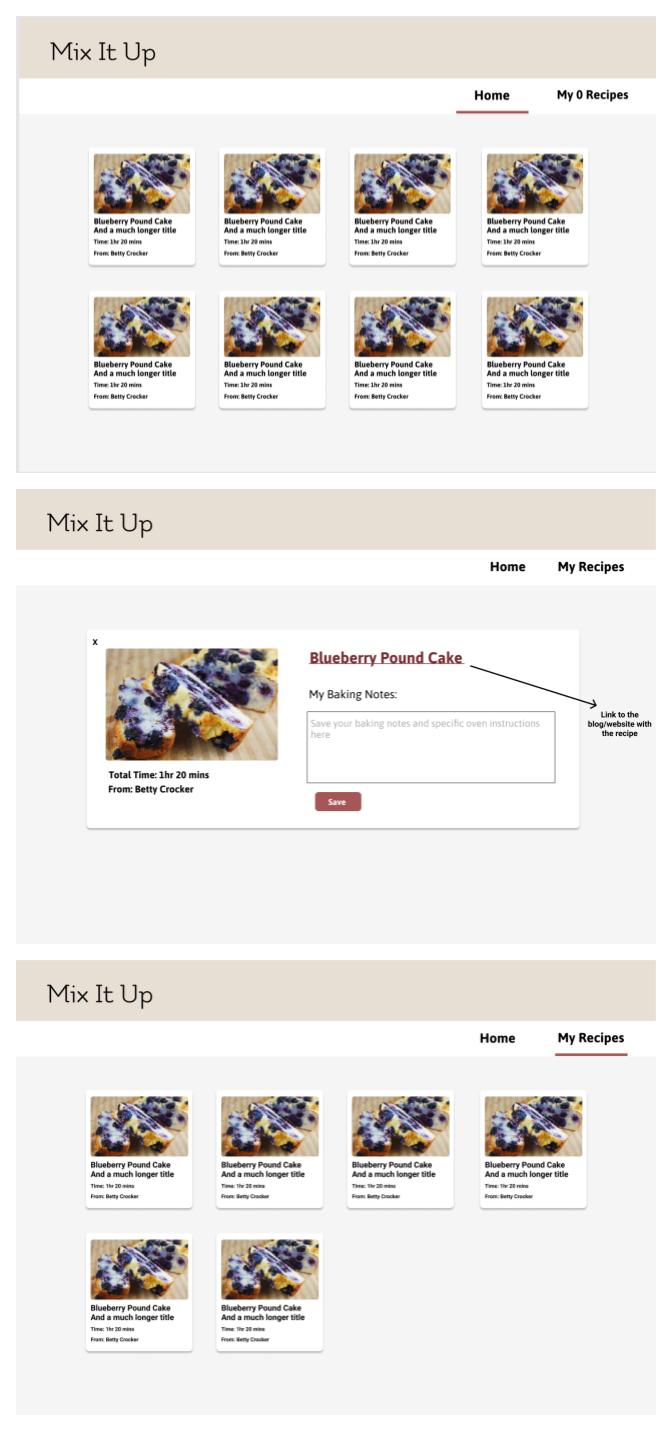 Mix It Up
Home
My 0 Recipes
Blueberry Pound Cake
And a much longer title
Time: 1hr 20 mins
From: Betty Crocker
Blueberry Pound Cake
And a much longer title
Time: 1hr 20 mins
From: Betty Crocker
Blueberry Pound Cake
And a much longer title
Time: 1hr 20 mins
From: Betty Crocker
Blueberry Pound Cake
And a much longer title
Time: 1hr 20 mins
From: Betty Crocker
Blueberry Pound Cake
And a much longer title
Time: 1hr 20 mins
From: Betty Crocker
Blueberry Pound Cake
And a much longer title
Time: 1hr 20 mins
From: Betty Crocker
Blueberry Pound Cake
And a much longer title
Time: 1hr 20 mins
From: Betty Crocker
Blueberry Pound Cake
And a much longer title
Time: 1hr 20 mins
From: Betty Crocker
Mix It Up
Home
My Recipes
x
Total Time: 1hr 20 mins
From: Betty Crocker
Blueberry Pound Cake
My Baking Notes:
Save your baking notes and specific oven instructions
here
Save
Link to the
blog/website with
the recipe
Mix It Up
Home
My Recipes
Blueberry Pound Cake
And a much longer title
Time: 1hr 20 mins
From: Betty Crocker
Blueberry Pound Cake
And a much longer title
Time: 1hr 20 mins
From: Betty Crocker
Blueberry Pound Cake
And a much longer title
Time: 1hr 20 mins
From: Betty Crocker
Blueberry Pound Cake
And a much longer title
Time: 1hr 20 mins
From: Betty Crocker
Blueberry Pound Cake
And a much longer title
Time: 1hr 20 mins
From: Betty Crocker
Blueberry Pound Cake
And a much longer title
Time: 1hr 20 mins
From: Betty Crocker